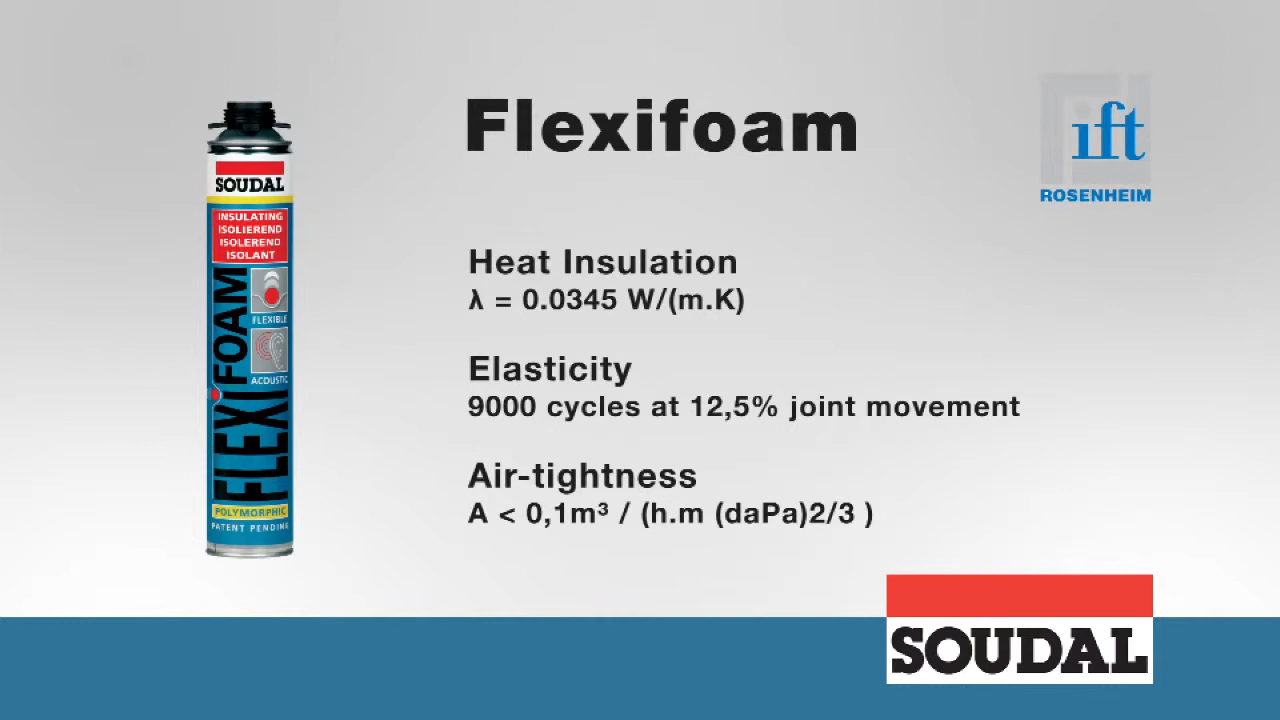 Flexifoam
ift
ROSENHEIM
Heat Insulation
λ = 0.0345 W/(m.K)
Elasticity
9000 cycles at 12,5% joint movement
Air-tightness
A < 0,1m³ / (h.m (daPa)2/3 )
SOUDAL
INSULATING
ISOLIEREND
ISOLEREND
ISOLANT
FLEXIFOAM
FLEXIBLE
ACOUSTIC
POLYMORPHIC
PATENT PENDING
SOUDAL